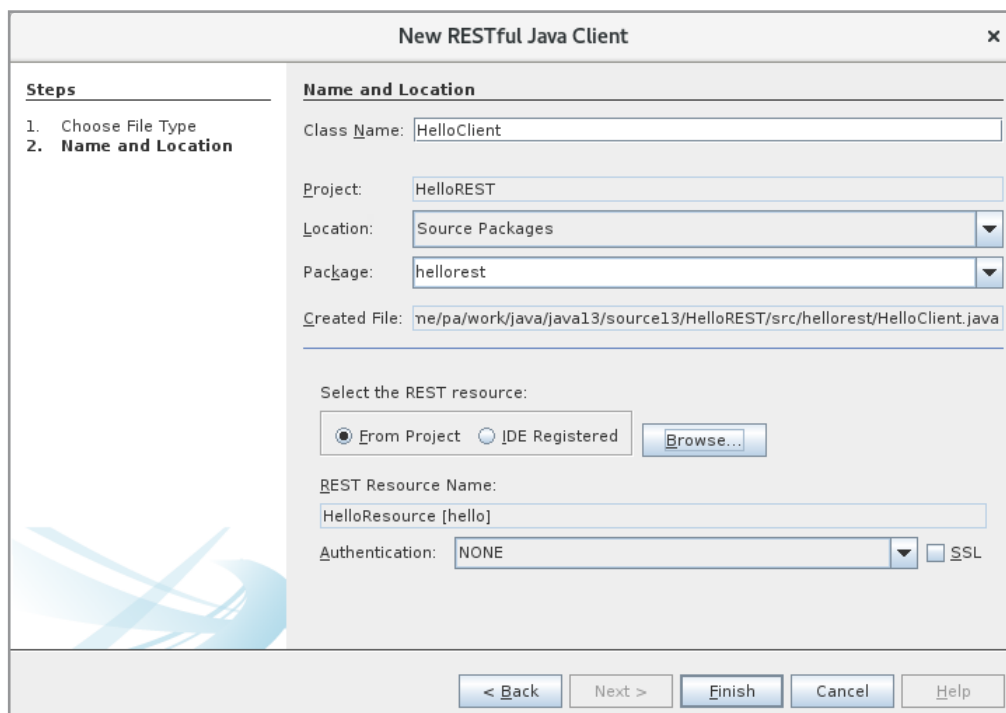 New RESTful Java Client
Steps
1. Choose File Type
2. Name and Location
Name and Location
Class Name: HelloClient
Project: HelloREST
Location: Source Packages
Package: hellorest
Created File: me/pa/work/java/java13/source13/HelloREST/src/hellorest/HelloClient.java
Select the REST resource:
From Project IDE Registered Browse...
REST Resource Name:
HelloResource [hello]
Authentication: NONE SSL
< Back Next > Finish Cancel Help